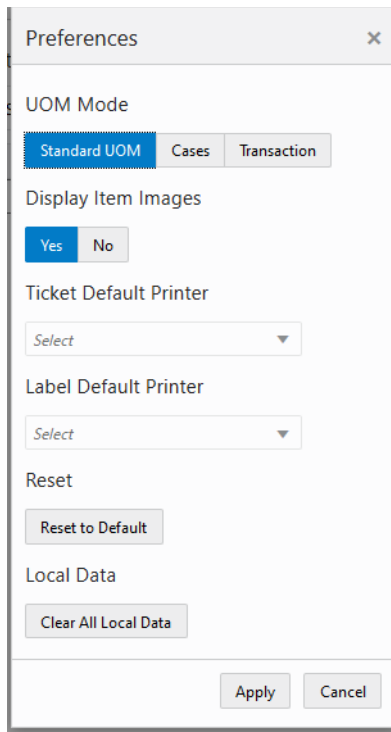 Preferences
UOM Mode
Standard UOM Cases Transaction
Display Item Images
Yes No
Ticket Default Printer
Select
Label Default Printer
Select
Reset
Reset to Default
Local Data
Clear All Local Data
Apply Cancel